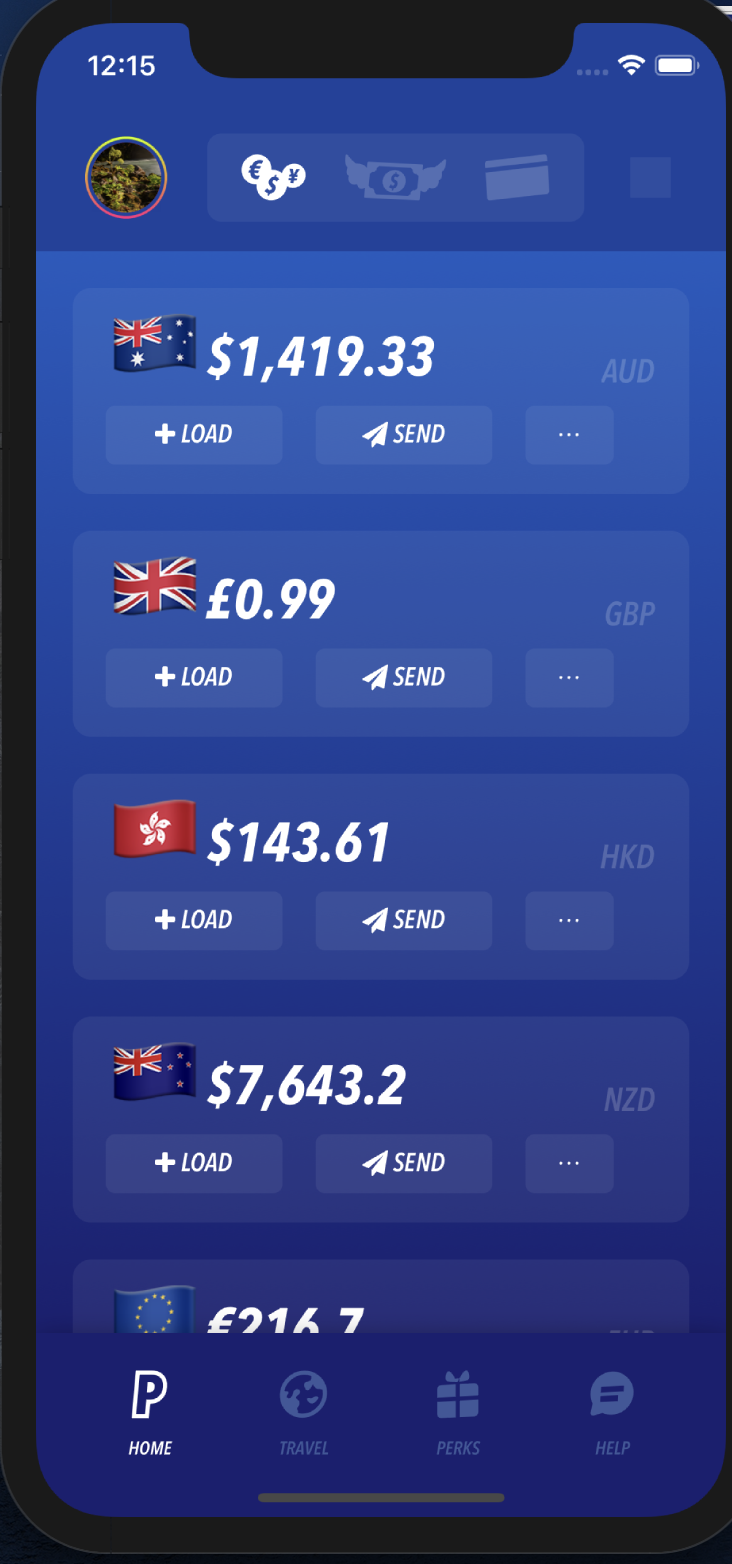 12:15
$1,419.33
AUD
+ LOAD
SEND
...
£0.99
GBP
+ LOAD
SEND
...
$143.61
HKD
+ LOAD
SEND
...
$7,643.2
NZD
+ LOAD
SEND
...
€216.7
P
HOME
TRAVEL
PERKS
HELP